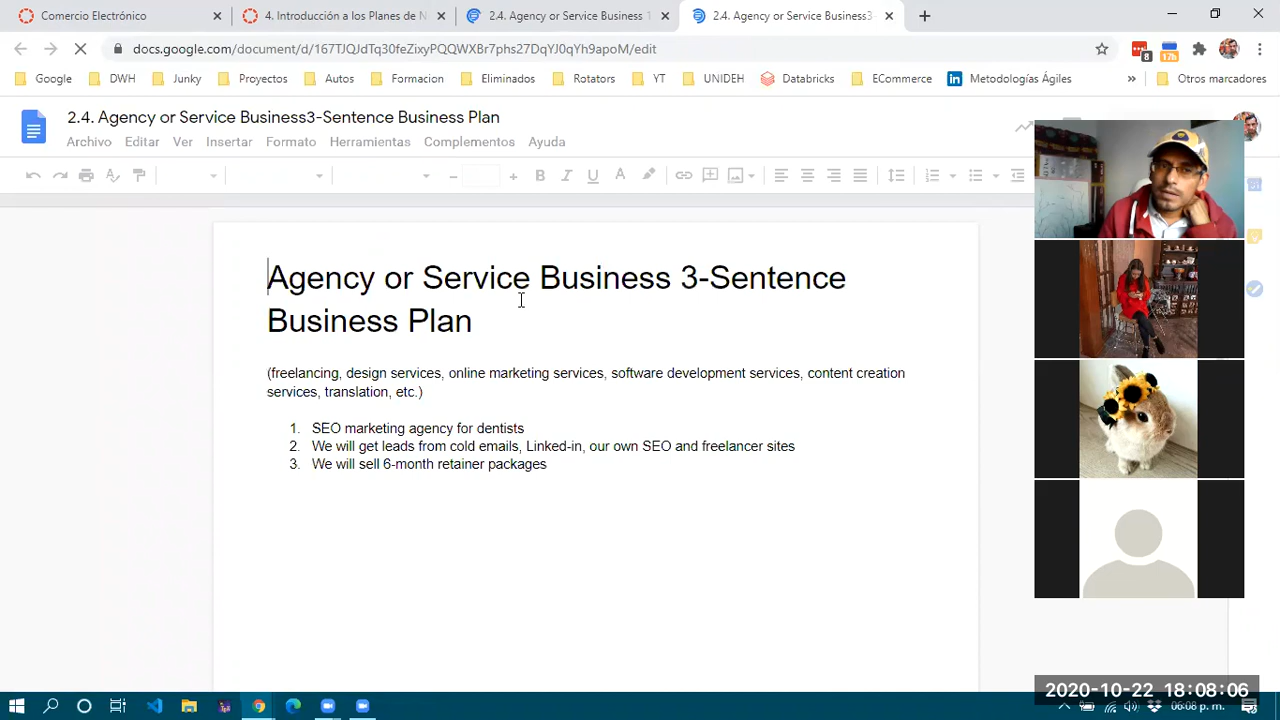 Comercio Electrónico
4. Introducción a los Planes de N
2.4. Agency or Service Business 1
2.4. Agency or Service Business3-
docs.google.com/document/d/167TJQJdTq30feZixyPQQWXBr7phs27DqYJ0qYh9apoM/edit
8
17h
Google
DWH
Junky
Proyectos
Autos
Formacion
Eliminados
Rotators
YT
UNIDEH
Databricks
ECommerce
Metodologías Ágiles
»
Otros marcadores
2.4. Agency or Service Business3-Sentence Business Plan
Archivo Editar Ver Insertar Formato Herramientas Complementos Ayuda
Agency or Service Business 3-Sentence
Business Plan
(freelancing, design services, online marketing services, software development services, content creation
services, translation, etc.)
1. SEO marketing agency for dentists
2. We will get leads from cold emails, Linked-in, our own SEO and freelancer sites
3. We will sell 6-month retainer packages
2020-10-22 18:08:06
06:08 p. m.